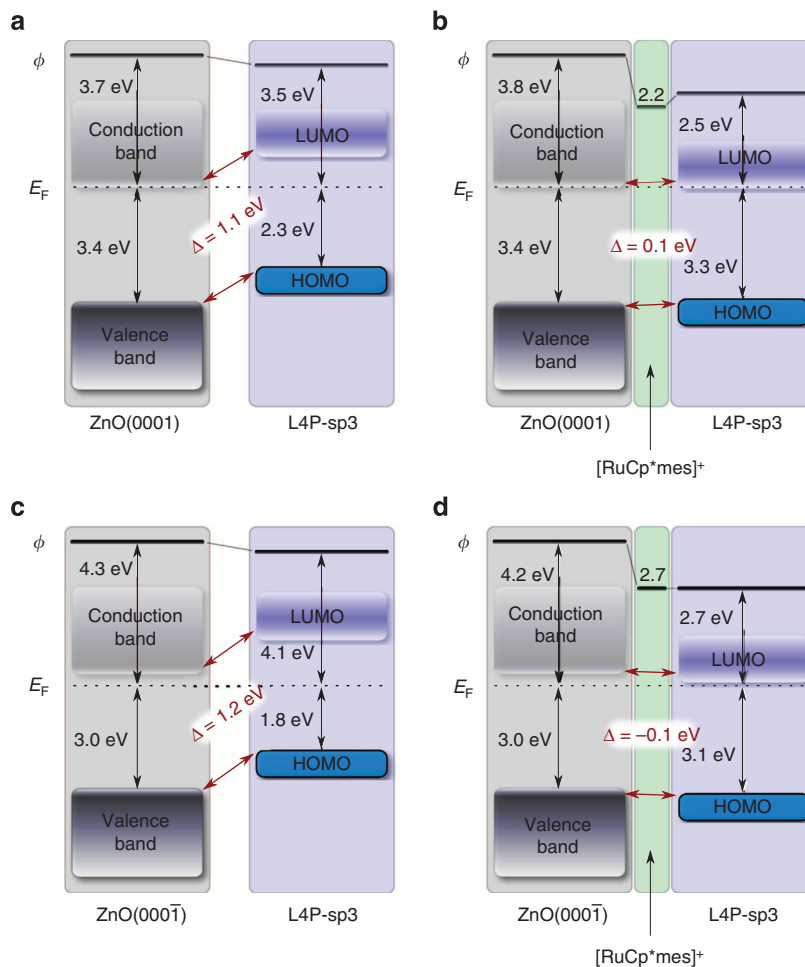 a
ϕ
3.7 eV
3.5 eV
Conduction
band
LUMO
E_F
Δ = 1.1 eV
3.4 eV
2.3 eV
HOMO
Valence
band
ZnO(0001)
L4P-sp3
b
3.8 eV
2.2
2.5 eV
Conduction
band
LUMO
E_F
3.4 eV
Δ = 0.1 eV
3.3 eV
HOMO
Valence
band
ZnO(0001)
L4P-sp3
[RuCp*mes]⁺
c
ϕ
4.3 eV
Conduction
band
LUMO
4.1 eV
E_F
Δ = 1.2 eV
3.0 eV
1.8 eV
HOMO
Valence
band
ZnO(0001̅)
L4P-sp3
d
ϕ
4.2 eV
2.7
2.7 eV
Conduction
band
LUMO
E_F
3.0 eV
Δ = –0.1 eV
3.1 eV
HOMO
Valence
band
ZnO(0001̅)
L4P-sp3
[RuCp*mes]⁺